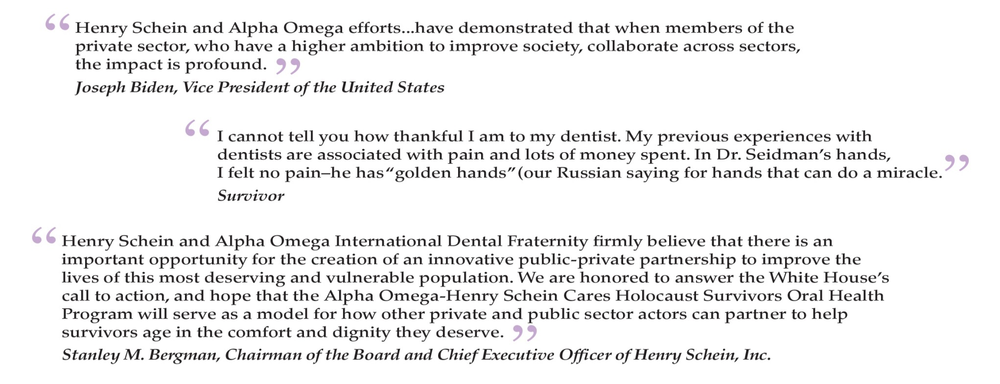 “Henry Schein and Alpha Omega efforts...have demonstrated that when members of the
private sector, who have a higher ambition to improve society, collaborate across sectors,
the impact is profound.”
Joseph Biden, Vice President of the United States
“I cannot tell you how thankful I am to my dentist. My previous experiences with
dentists are associated with pain and lots of money spent. In Dr. Seidman’s hands,
I felt no pain–he has “golden hands” (our Russian saying for hands that can do a miracle.”
Survivor
“Henry Schein and Alpha Omega International Dental Fraternity firmly believe that there is an
important opportunity for the creation of an innovative public-private partnership to improve the
lives of this most deserving and vulnerable population. We are honored to answer the White House’s
call to action, and hope that the Alpha Omega-Henry Schein Cares Holocaust Survivors Oral Health
Program will serve as a model for how other private and public sector actors can partner to help
survivors age in the comfort and dignity they deserve.”
Stanley M. Bergman, Chairman of the Board and Chief Executive Officer of Henry Schein, Inc.